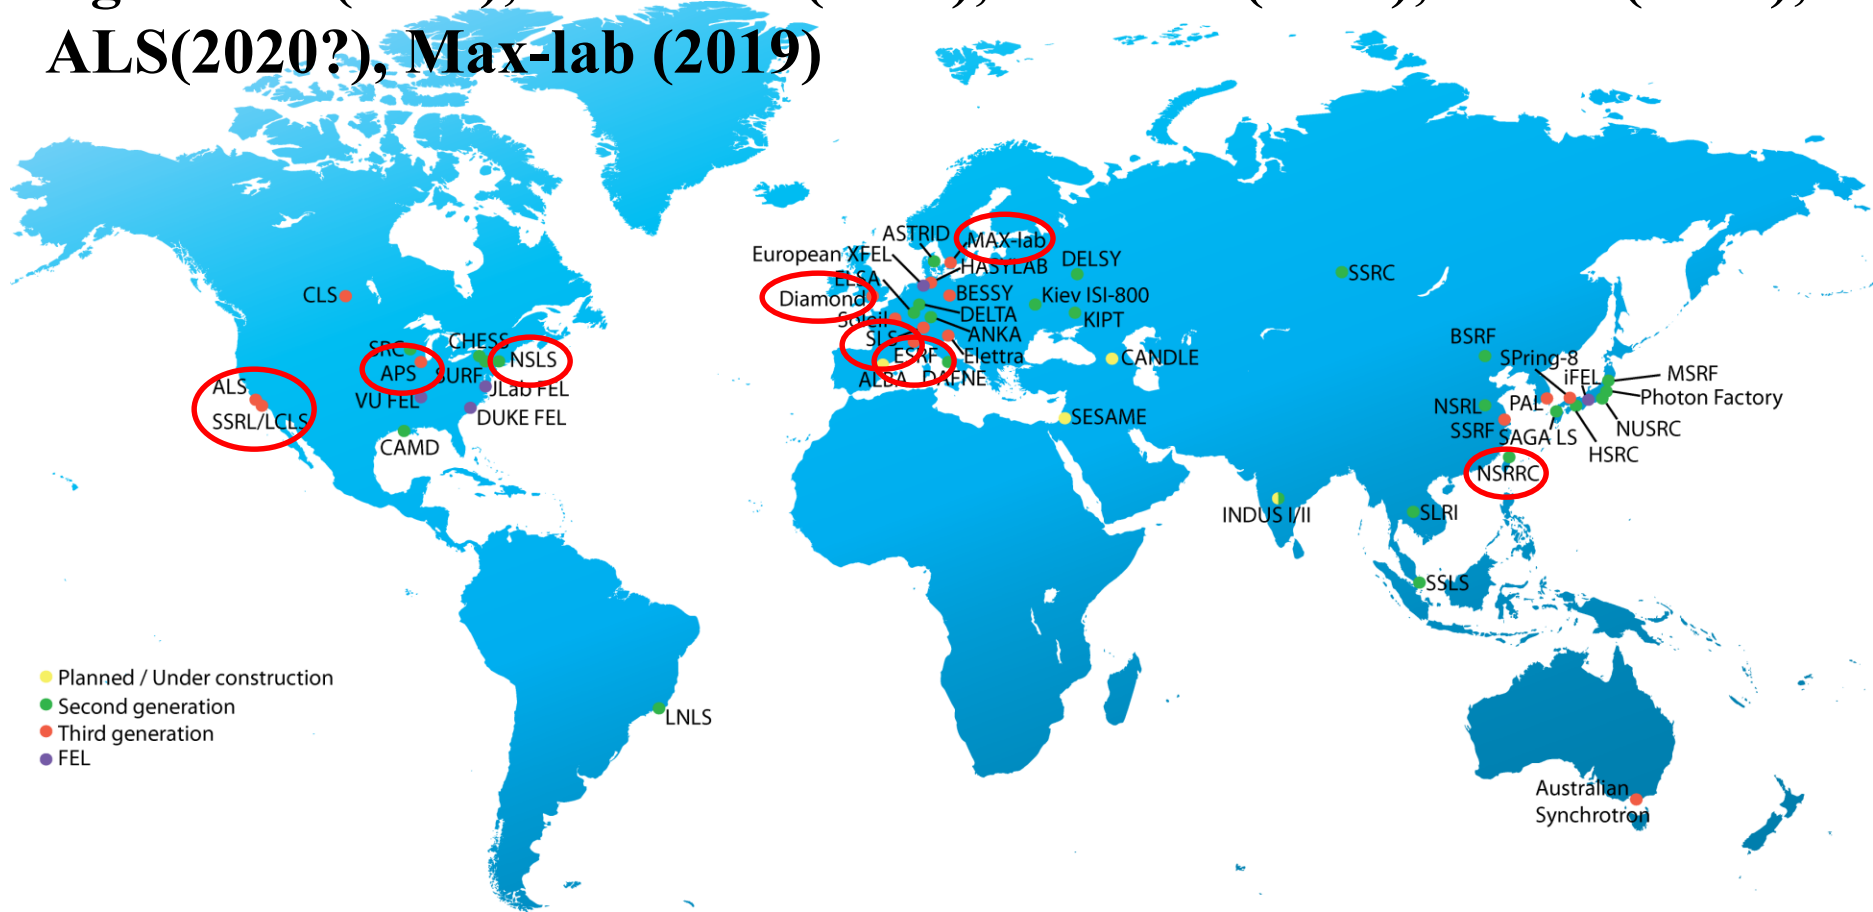 ALS(2020?), Max-lab (2019)
ASTRID
MAX-lab
European XFEL
HASYLAB
DELSY
SSRC
ELSA
Diamond
BESSY
Kiev ISI-800
CLS
Soleil
DELTA
KIPT
SLS
ANKA
CHESS
SRC
NSLS
ESRF
Elettra
CANDLE
BSRF
SPring-8
APS
SURF
ALBA
DAFNE
iFEL
MSRF
ALS
JLab FEL
VU FEL
Photon Factory
NSRL
PAL
SSRL/LCLS
DUKE FEL
SESAME
SSRF
SAGA LS
NUSRC
CAMD
HSRC
NSRRC
INDUS I/II
SLRI
SSLS
Planned / Under construction
Second generation
LNLS
Third generation
FEL
Australian
Synchrotron